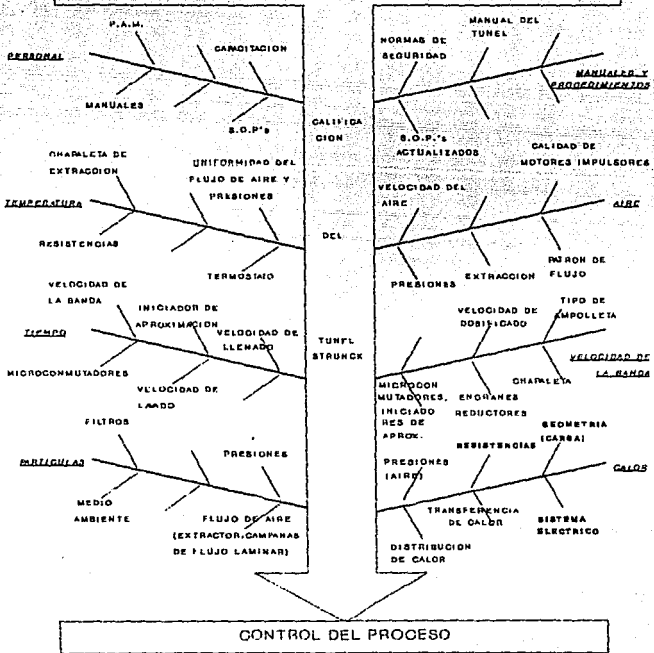 P.A.M.
CAPACITACION
PERSONAL
MANUALES
S.O.P's
MANUAL DEL
TUNEL
NORMAS DE
SEGURIDAD
MANUALES Y
PROCEDIMIENTOS
S.O.P.'s
ACTUALIZADOS
CALIFICA
CION
CHAPALETA DE
EXTRACCION
UNIFORMIDAD DEL
FLUJO DE AIRE Y
PRESIONES
TEMPERATURA
RESISTENCIAS
TERMOSTATO
CALIDAD DE
MOTORES IMPULSORES
VELOCIDAD DEL
AIRE
AIRE
PRESIONES
EXTRACCION
PATRON DE
FLUJO
DEL
VELOCIDAD DE
LA BANDA
INICIADOR DE
APROXIMACION
VELOCIDAD DE
LLENADO
TIEMPO
MICROCONMUTADORES
VELOCIDAD DE
LAADO
TUNEL
STRUNCK
VELOCIDAD DE
DOSIFICADO
TIPO DE
AMPOLLETA
VELOCIDAD DE
LA BANDA
MICROCON
MUTADORES,
INICIADO
RES DE
APROX.
ENGRANES
REDUCTORES
CHAPALETA
FILTROS
PRESIONES
PARTICULAS
MEDIO
AMBIENTE
FLUJO DE AIRE
(EXTRACTOR,CAMPANAS
DE FLUJO LAMINAR)
PRESIONES
(AIRE)
RESISTENCIAS
GEOMETRIA
(CARGA)
CALOR
TRANSFERENCIA
DE CALOR
DISTRIBUCION
DE CALOR
SISTEMA
ELECTRICO
CONTROL DEL PROCESO